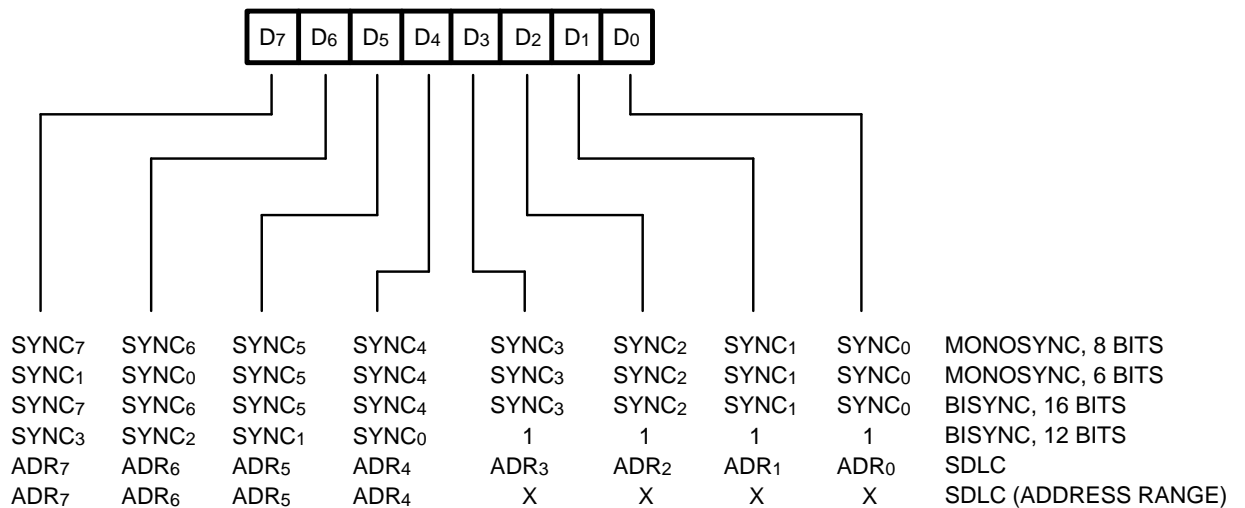 D7 D6 D5 D4 D3 D2 D1 D0
SYNC7 SYNC6 SYNC5 SYNC4 SYNC3 SYNC2 SYNC1 SYNC0 MONOSYNC, 8 BITS
SYNC1 SYNC0 SYNC5 SYNC4 SYNC3 SYNC2 SYNC1 SYNC0 MONOSYNC, 6 BITS
SYNC7 SYNC6 SYNC5 SYNC4 SYNC3 SYNC2 SYNC1 SYNC0 BISYNC, 16 BITS
SYNC3 SYNC2 SYNC1 SYNC0 1 1 1 1 BISYNC, 12 BITS
ADR7 ADR6 ADR5 ADR4 ADR3 ADR2 ADR1 ADR0 SDLC
ADR7 ADR6 ADR5 ADR4 X X X X SDLC (ADDRESS RANGE)